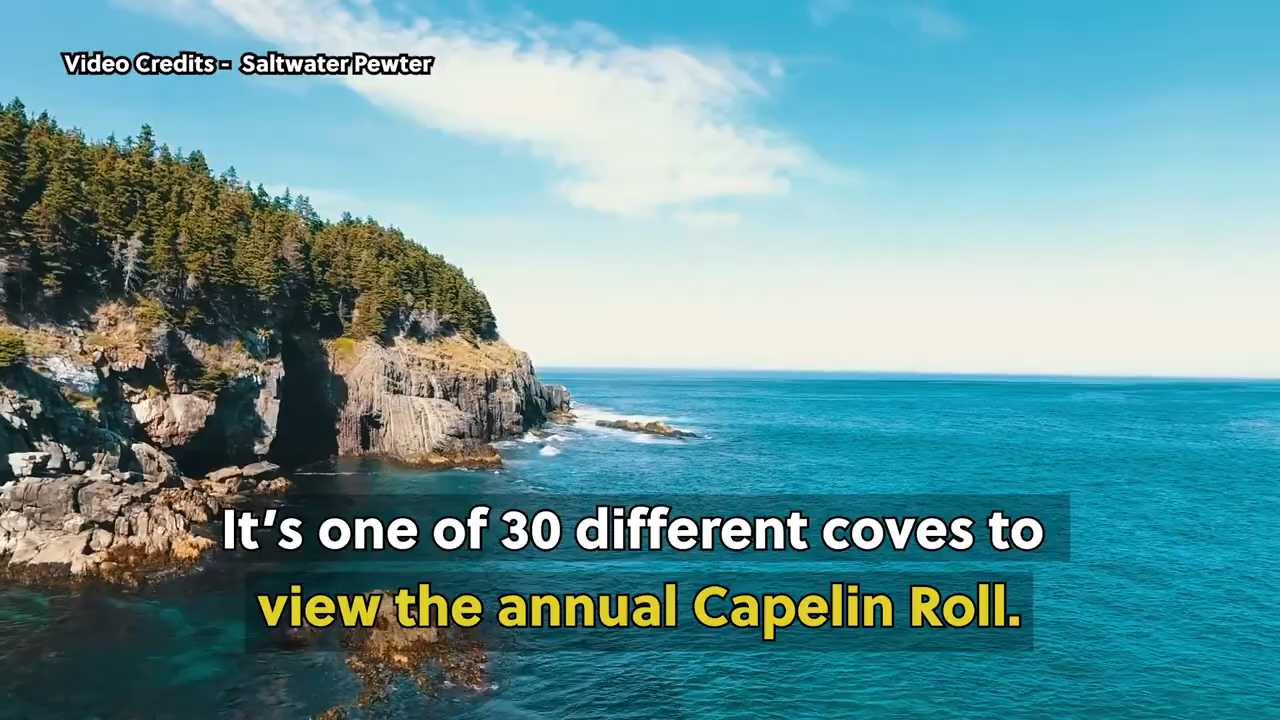 Video Credits - Saltwater Pewter
It's one of 30 different coves to
view the annual Capelin Roll.